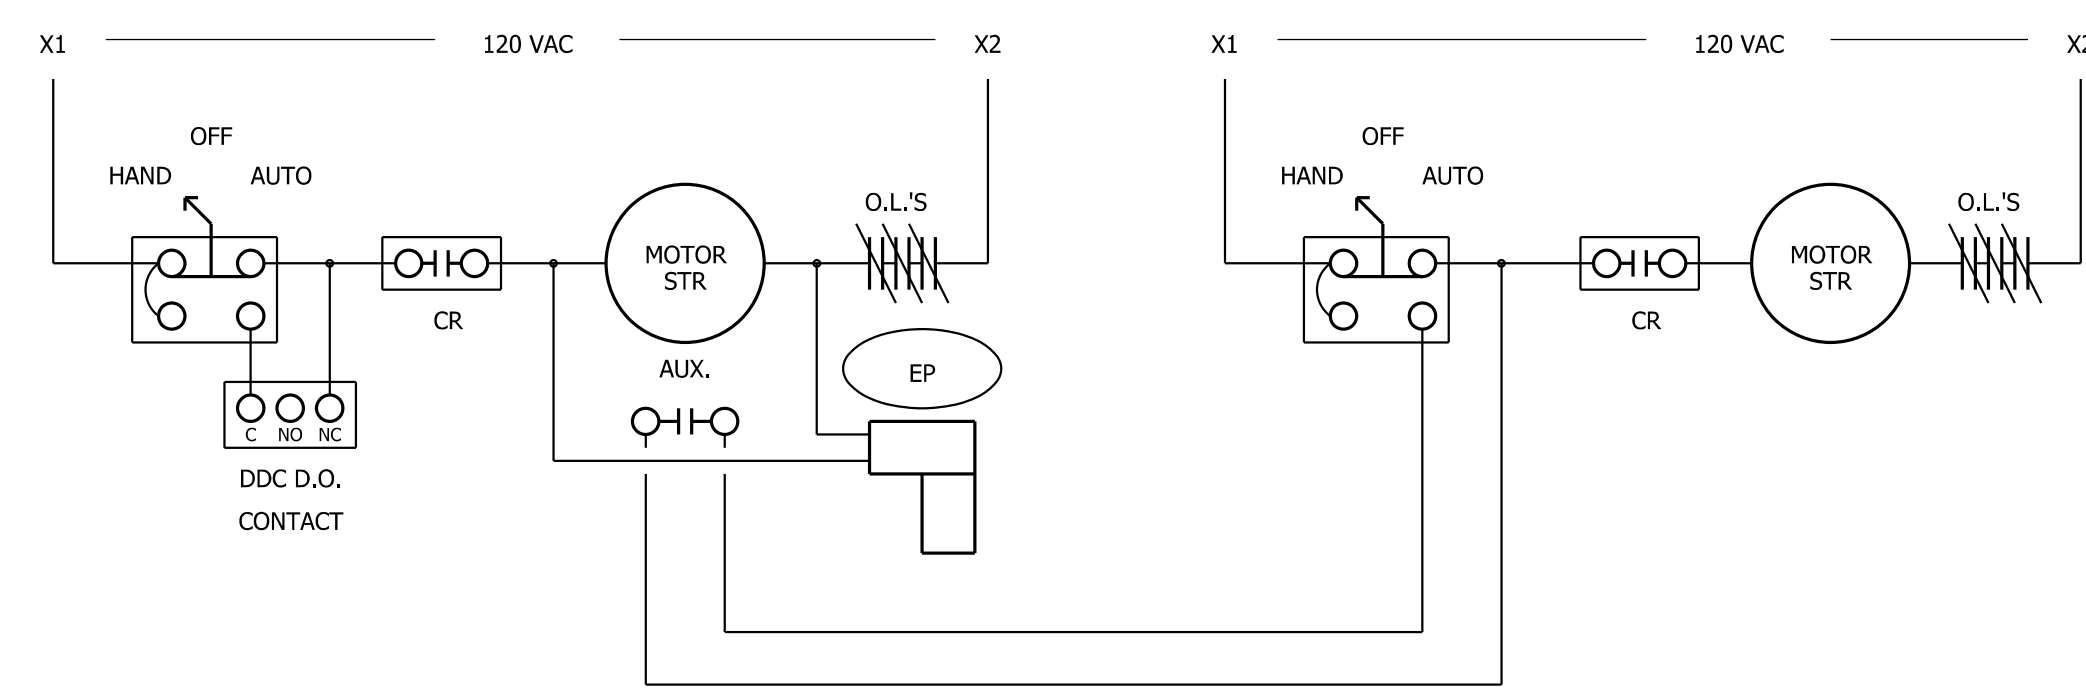 X1 120 VAC X2 X1 120 VAC X2
OFF OFF
HAND AUTO HAND AUTO
O.L.'S O.L.'S
MOTOR STR
MOTOR STR
CR CR
AUX.
EP
C NO NC
DDC D.O.
CONTACT